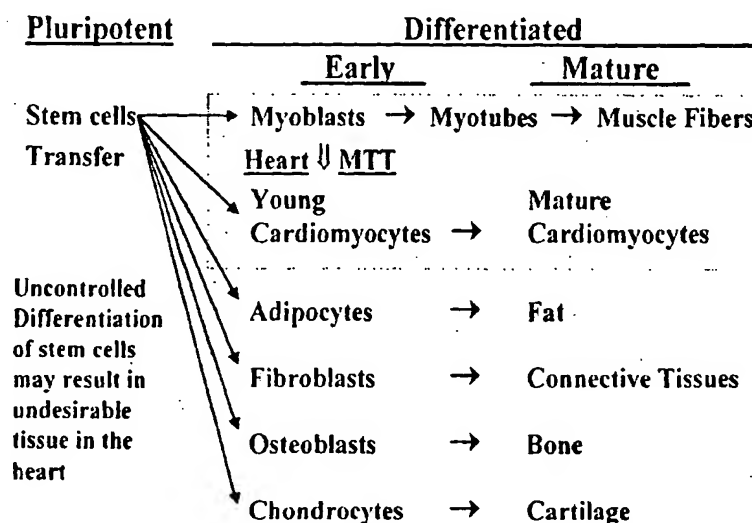 Pluripotent Differentiated
Early Mature
Stem cells → Myoblasts → Myotubes → Muscle Fibers
Transfer Heart ⇓ MTT
Young Mature
Cardiomyocytes → Cardiomyocytes
Uncontrolled
Differentiation
of stem cells
may result in
undesirable
tissue in the
heart
Adipocytes → Fat
Fibroblasts → Connective Tissues
Osteoblasts → Bone
Chondrocytes → Cartilage